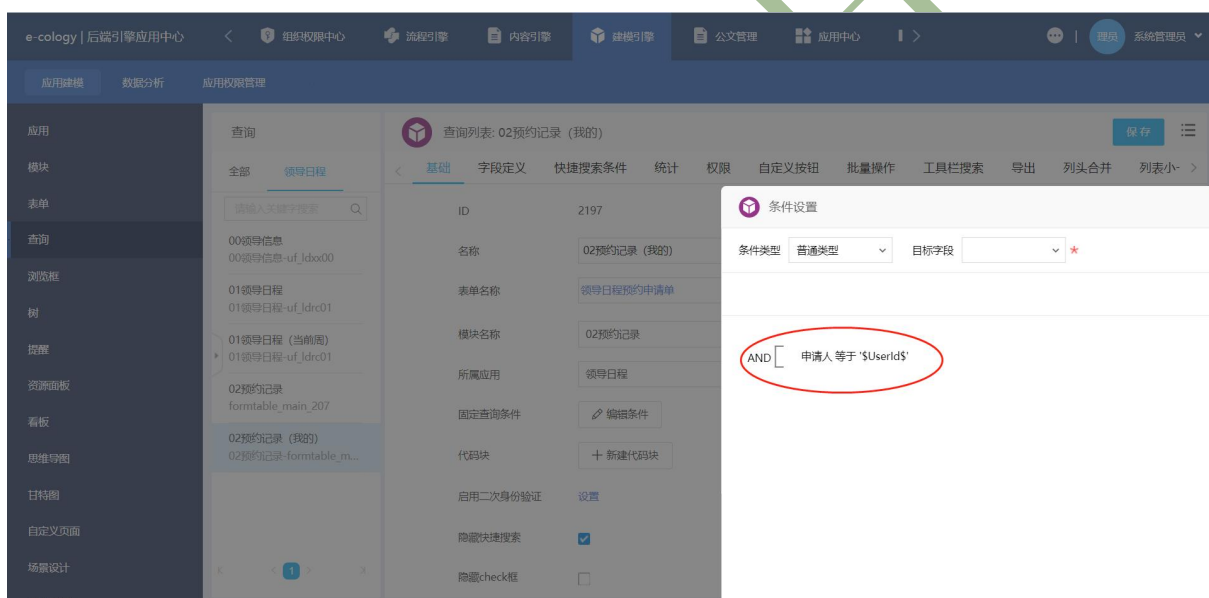 e-cology | 后端引擎应用中心
组织权限中心
流程引擎
内容引擎
建模引擎
公文管理
应用中心
理员
系统管理员
应用建模
数据分析
应用权限管理
应用
模块
表单
查询
浏览框
树
提醒
资源面板
看板
思维导图
甘特图
自定义页面
场景设计
查询
全部
领导日程
请输入关键字搜索
00领导信息
00领导信息-uf_ldxx00
01领导日程
01领导日程-uf_ldrc01
01领导日程 (当前周)
01领导日程-uf_ldrc01
02预约记录
formtable_main_207
02预约记录 (我的)
02预约记录-formtable_m...
1
查询列表: 02预约记录 (我的)
保存
基础
字段定义
快捷搜索条件
统计
权限
自定义按钮
批量操作
工具栏搜索
导出
列头合并
列表小
ID
2197
名称
02预约记录 (我的)
表单名称
领导日程预约申请单
模块名称
02预约记录
所属应用
领导日程
固定查询条件
编辑条件
代码块
新建代码块
启用二次身份验证
设置
隐藏快捷搜索
隐藏check框
条件设置
条件类型
普通类型
目标字段
*
AND
申请人 等于 '$UserId$'